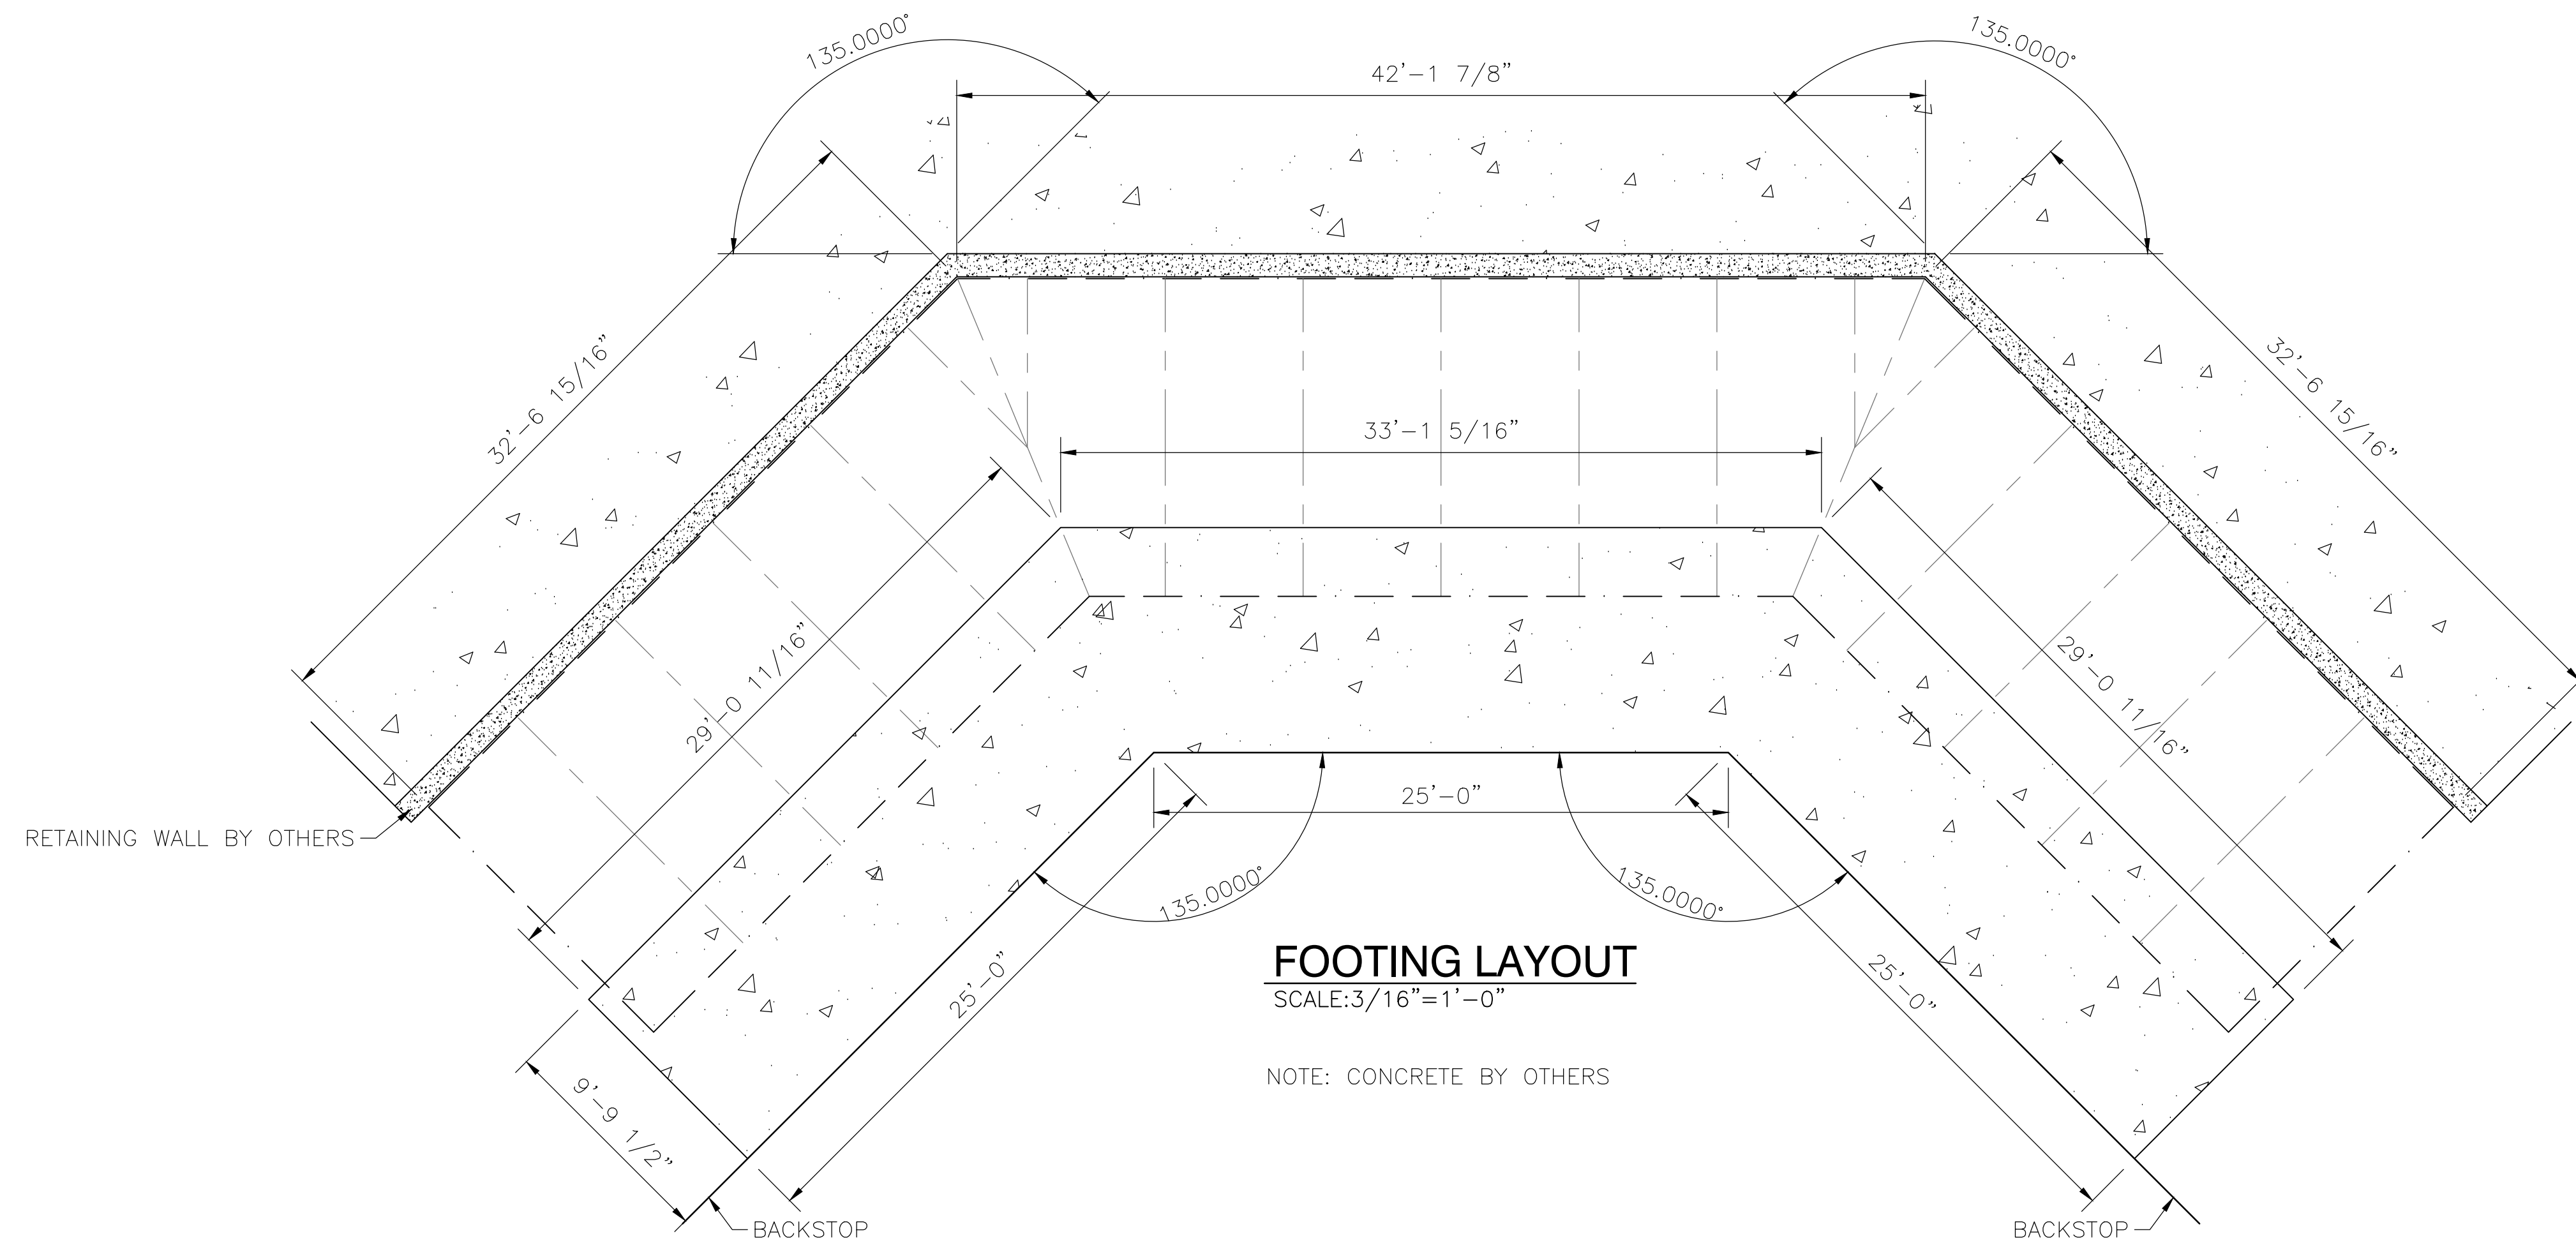 135.0000°
135.0000°
42'-1 7/8"
32'-6 15/16"
32'-6 15/16"
33'-1 5/16"
29'-0 11/16"
29'-0 11/16"
25'-0"
RETAINING WALL BY OTHERS
135.0000°
135.0000°
25'-0"
25'-0"
FOOTING LAYOUT
SCALE:3/16"=1'-0"
NOTE: CONCRETE BY OTHERS
9'-9 1/2"
BACKSTOP
BACKSTOP